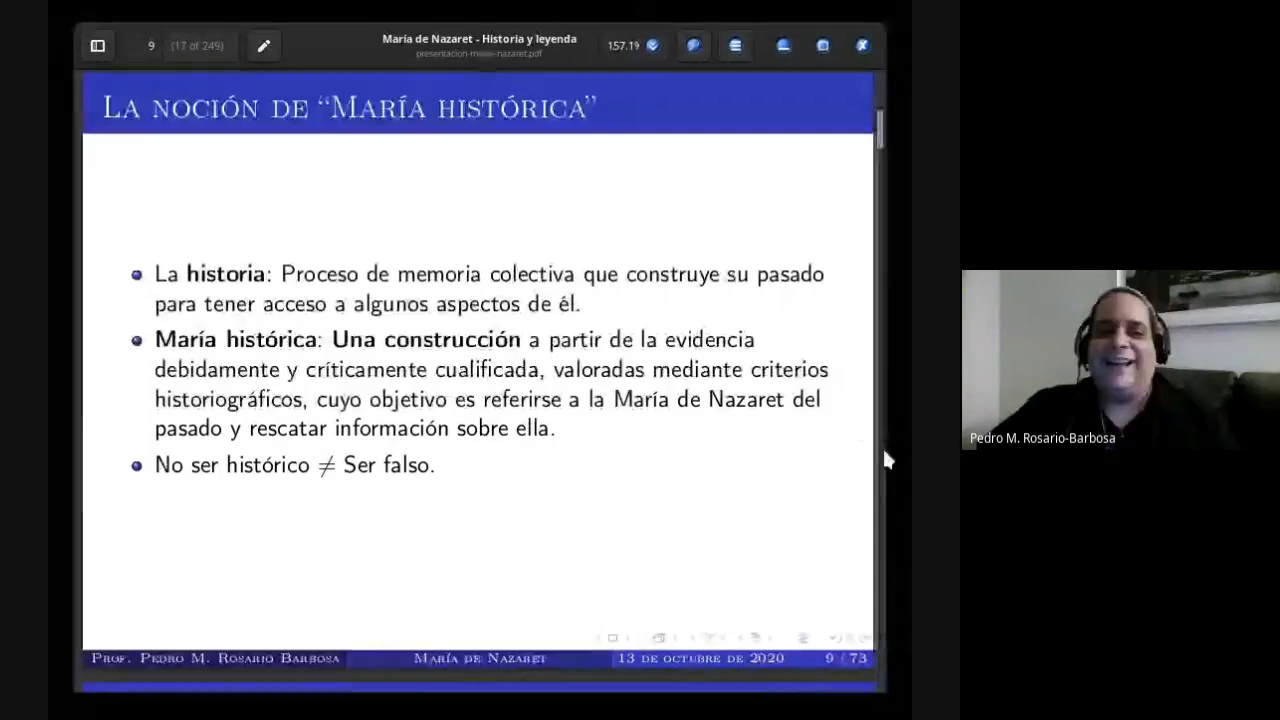 María de Nazaret - Historia y leyenda
9 (17 of 249) 157.19
presentacion-maria-nazaret.pdf
LA NOCIÓN DE “MARÍA HISTÓRICA”
La historia: Proceso de memoria colectiva que construye su pasado
para tener acceso a algunos aspectos de él.
María histórica: Una construcción a partir de la evidencia
debidamente y críticamente cualificada, valoradas mediante criterios
historiográficos, cuyo objetivo es referirse a la María de Nazaret del
pasado y rescatar información sobre ella.
No ser histórico ≠ Ser falso.
PROF. PEDRO M. ROSARIO BARBOSA MARÍA DE NAZARET 13 DE OCTUBRE DE 2020 9 / 73
Pedro M. Rosario-Barbosa